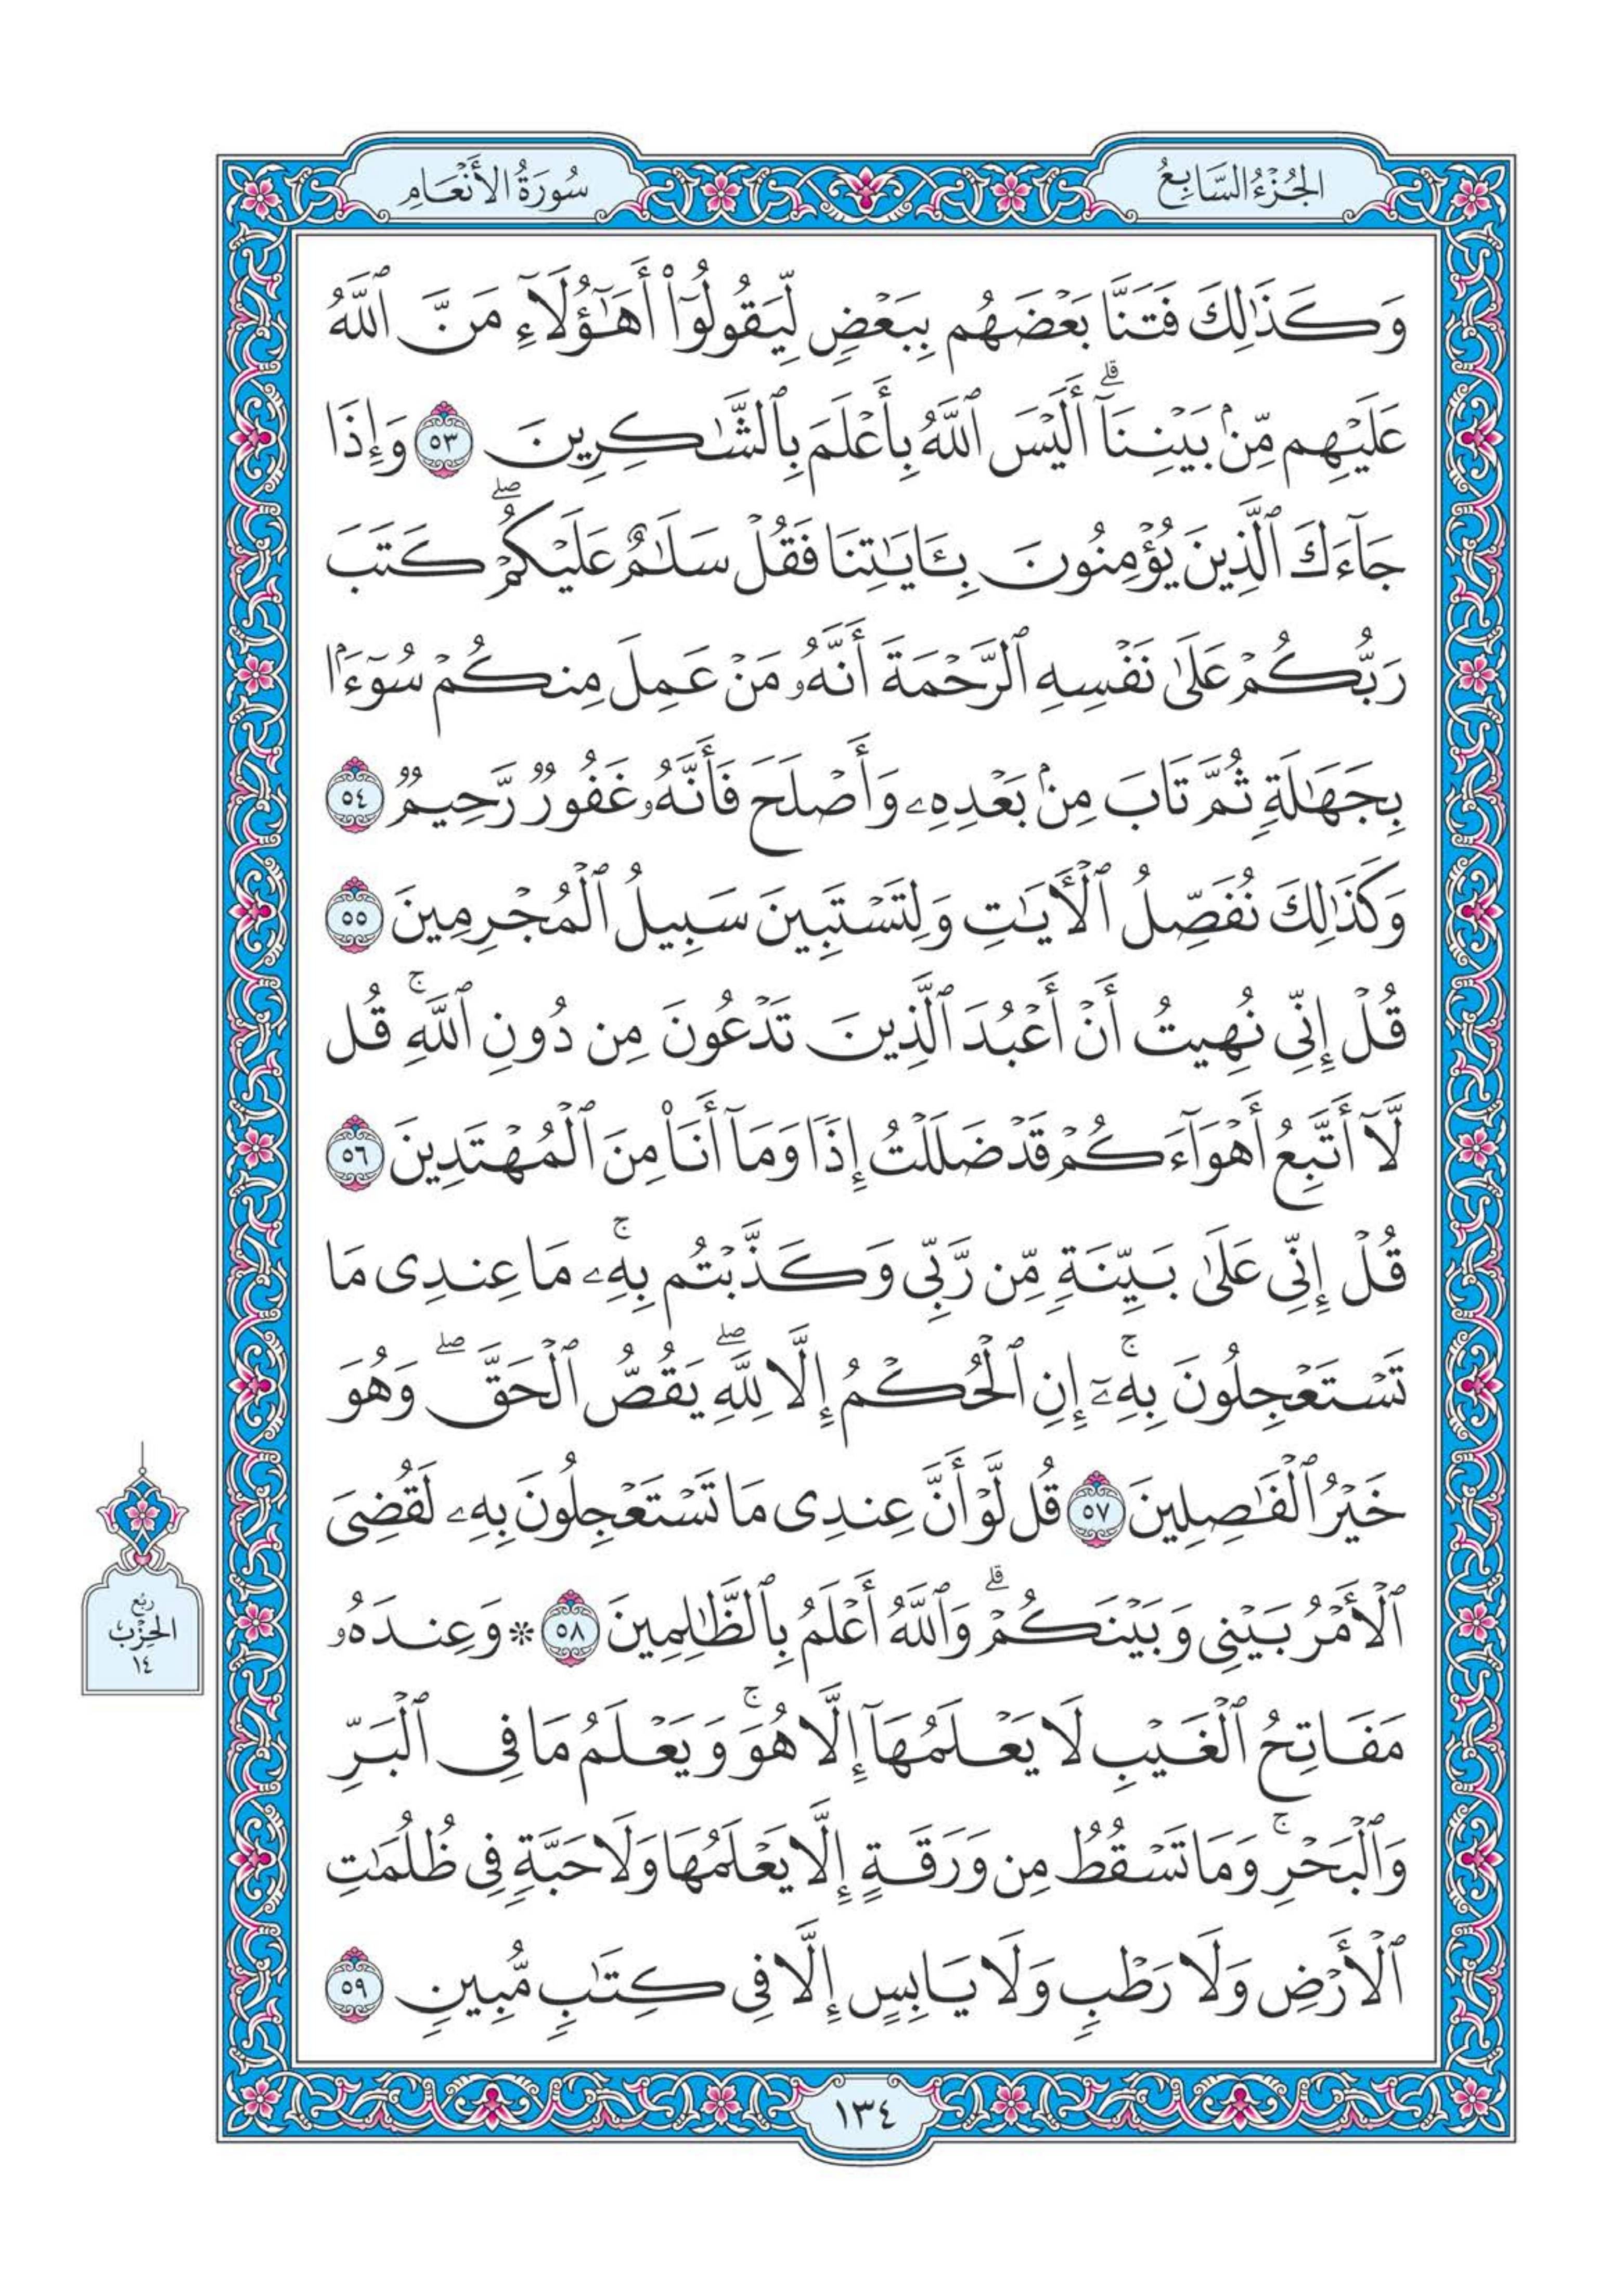 الجُزْءُ السَّابِعُ
سُورَةُ الأَنْعَامِ
وَكَذَٰلِكَ فَتَنَّا بَعْضَهُم بِبَعْضٍ لِّيَقُولُوٓا۟ أَهَٰٓؤُلَآءِ مَنَّ ٱللَّهُ
عَلَيْهِم مِّنۢ بَيْنِنَآ ۗ أَلَيْسَ ٱللَّهُ بِأَعْلَمَ بِٱلشَّٰكِرِينَ ٥٣ وَإِذَا
جَآءَكَ ٱلَّذِينَ يُؤْمِنُونَ بِـَٔايَٰتِنَا فَقُلْ سَلَٰمٌ عَلَيْكُمْ ۖ كَتَبَ
رَبُّكُمْ عَلَىٰ نَفْسِهِ ٱلرَّحْمَةَ أَنَّهُۥ مَنْ عَمِلَ مِنكُمْ سُوٓءًۢا
بِجَهَٰلَةٍ ثُمَّ تَابَ مِنۢ بَعْدِهِۦ وَأَصْلَحَ فَأَنَّهُۥ غَفُورٌ رَّحِيمٌ ٥٤
وَكَذَٰلِكَ نُفَصِّلُ ٱلْأَيَٰتِ وَلِتَسْتَبِينَ سَبِيلُ ٱلْمُجْرِمِينَ ٥٥
قُلْ إِنِّى نُهِيتُ أَنْ أَعْبُدَ ٱلَّذِينَ تَدْعُونَ مِن دُونِ ٱللَّهِ ۚ قُل
لَّآ أَتَّبِعُ أَهْوَآءَكُمْ قَدْ ضَلَلْتُ إِذًا وَمَآ أَنَا۠ مِنَ ٱلْمُهْتَدِينَ ٥٦
قُلْ إِنِّى عَلَىٰ بَيِّنَةٍ مِّن رَّبِّى وَكَذَّبْتُم بِهِۦ ۚ مَا عِندِى مَا
تَسْتَعْجِلُونَ بِهِۦٓ ۚ إِنِ ٱلْحُكْمُ إِلَّا لِلَّهِ ۖ يَقُصُّ ٱلْحَقَّ ۖ وَهُوَ
خَيْرُ ٱلْفَٰصِلِينَ ٥٧ قُل لَّوْ أَنَّ عِندِى مَا تَسْتَعْجِلُونَ بِهِۦ لَقُضِىَ
ٱلْأَمْرُ بَيْنِى وَبَيْنَكُمْ ۗ وَٱللَّهُ أَعْلَمُ بِٱلظَّٰلِمِينَ ٥٨ * وَعِندَهُۥ
مَفَاتِحُ ٱلْغَيْبِ لَا يَعْلَمُهَآ إِلَّا هُوَ ۚ وَيَعْلَمُ مَا فِى ٱلْبَرِّ
وَٱلْبَحْرِ ۚ وَمَا تَسْقُطُ مِن وَرَقَةٍ إِلَّا يَعْلَمُهَا وَلَا حَبَّةٍ فِى ظُلُمَٰتِ
ٱلْأَرْضِ وَلَا رَطْبٍ وَلَا يَابِسٍ إِلَّا فِى كِتَٰبٍ مُّبِينٍ ٥٩
رُبْع
الحِزْب
١٤
١٣٤